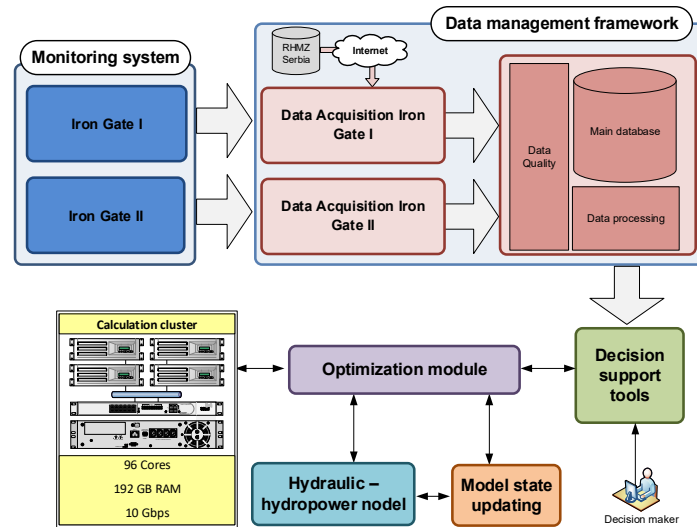 Data management framework
Monitoring system
RHMZ
Serbia
Internet
Iron Gate I
Data Acquisition Iron
Gate I
Iron Gate II
Data Acquisition Iron
Gate II
Data
Quality
Main database
Data processing
Calculation cluster
96 Cores
192 GB RAM
10 Gbps
Optimization module
Decision
support
tools
Hydraulic –
hydropower nodel
Model state
updating
Decision maker